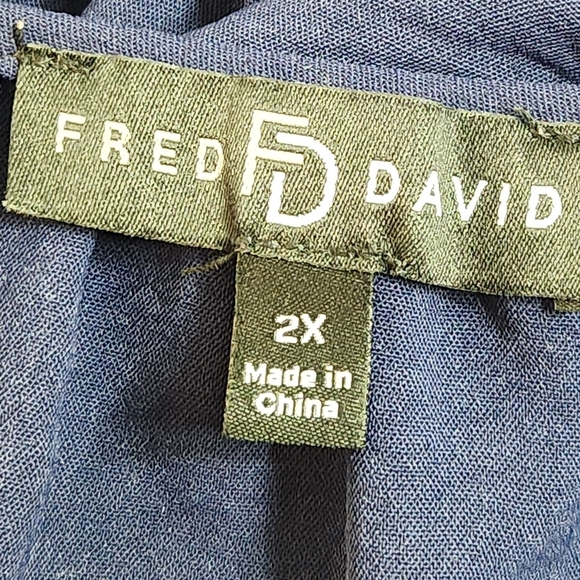 FRED FD DAVID
2X
Made in
China